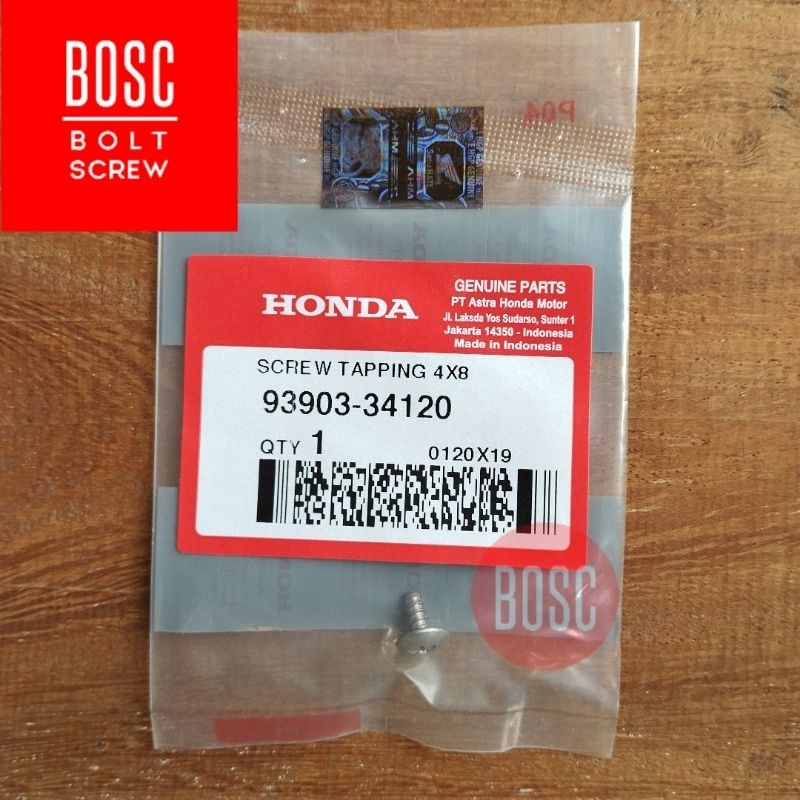 BOSC
BOLT
SCREW
P04
HONDA
GENUINE PARTS
PT Astra Honda Motor
Jl. Laksda Yos Sudarso, Sunter 1
Jakarta 14350 - Indonesia
Made in Indonesia
SCREW TAPPING 4X8
93903-34120
QTY 1
0120X19
BOSC